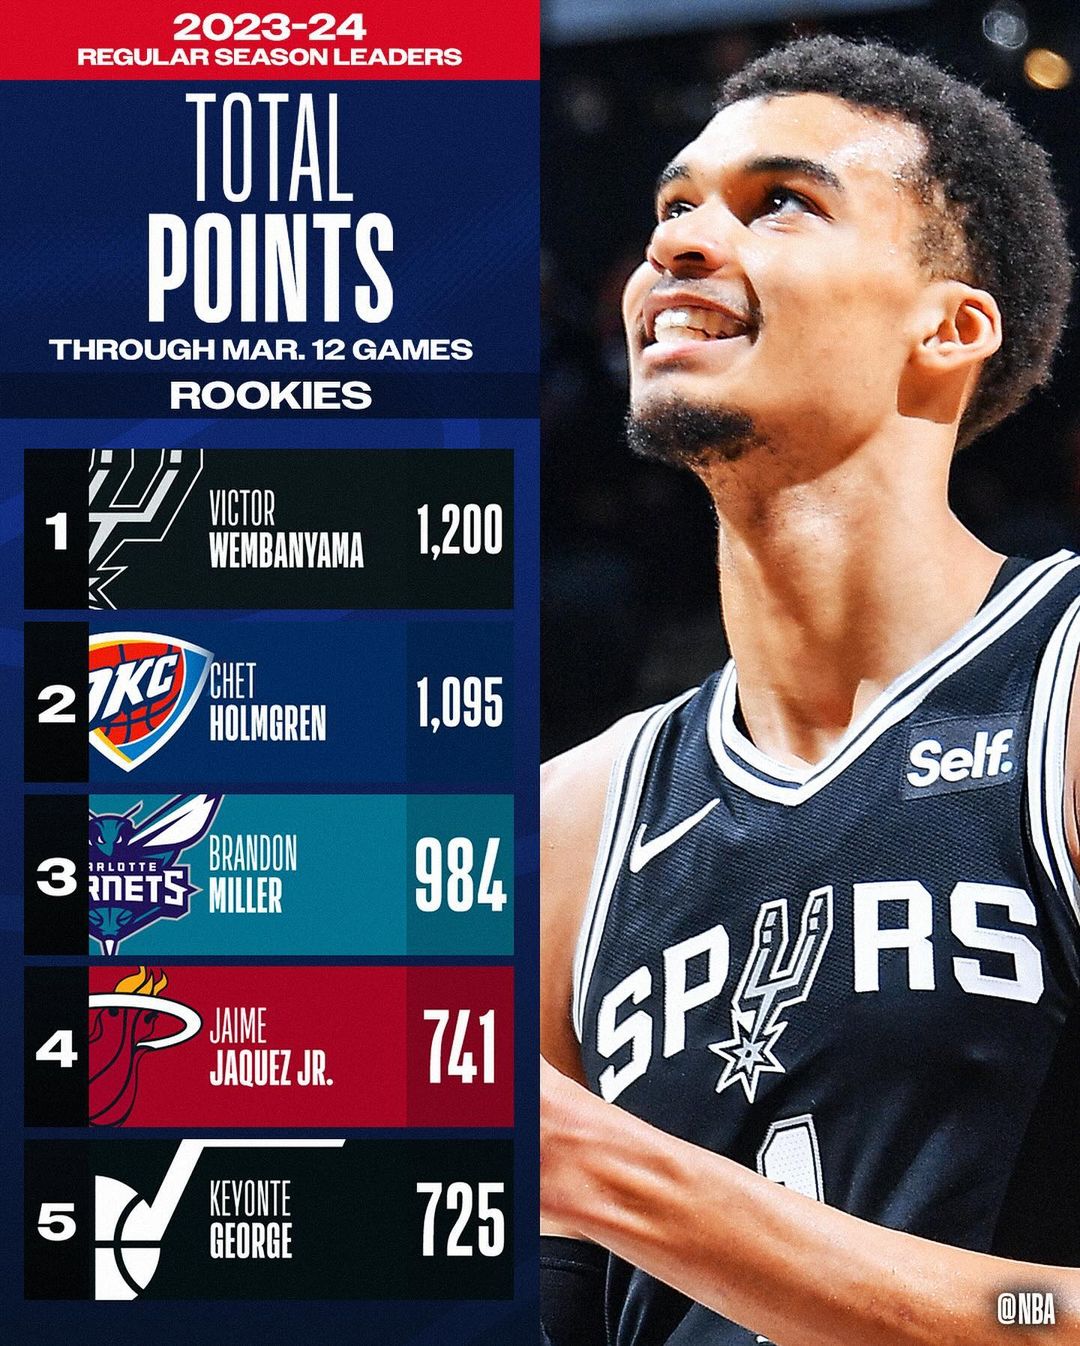 2023-24
REGULAR SEASON LEADERS
TOTAL
POINTS
THROUGH MAR. 12 GAMES
ROOKIES
1
VICTOR
WEMBANYAMA
1,200
2
OKC
CHET
HOLMGREN
1,095
3
BRANDON
MILLER
984
ARLOTTE
RNETS
4
JAIME
JAQUEZ JR.
741
5
KEYONTE
GEORGE
725
Self.
SPURS
1
@NBA